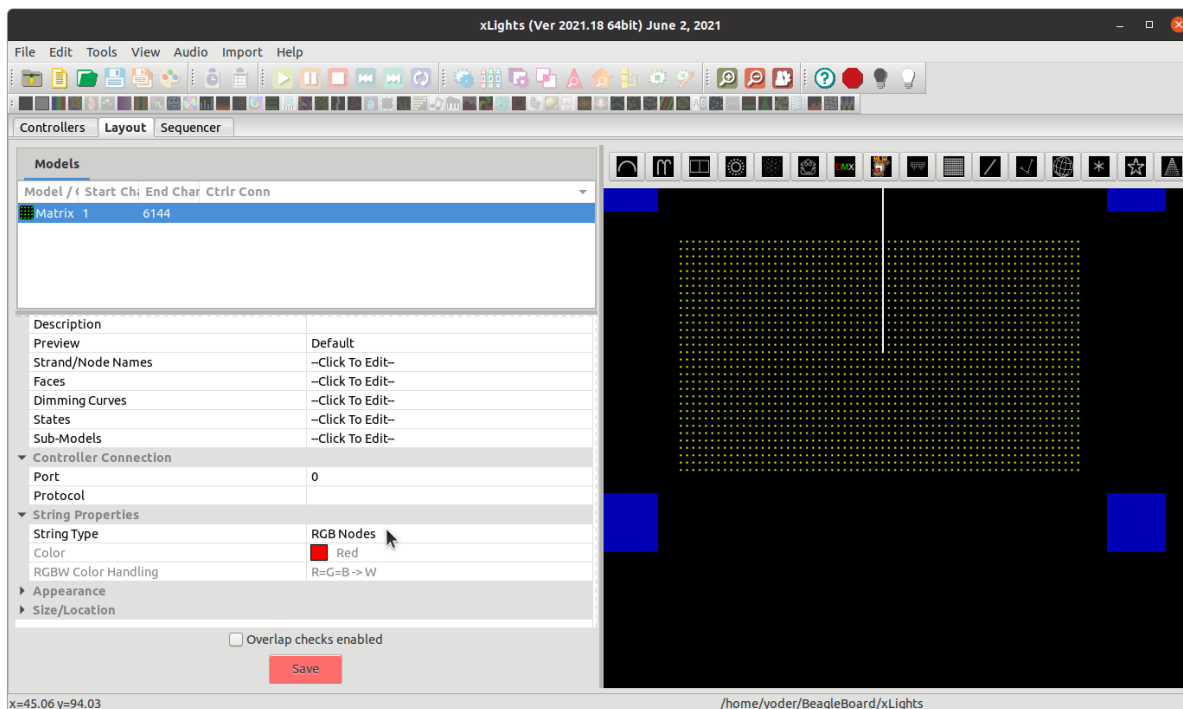 xLights (Ver 2021.18 64bit) June 2, 2021
File Edit Tools View Audio Import Help
Controllers Layout Sequencer
Models
Model / ( Start Cha End Char Ctrlr Conn
Matrix 1 6144
DMX
Description
Preview Default
Strand/Node Names --Click To Edit--
Faces --Click To Edit--
Dimming Curves --Click To Edit--
States --Click To Edit--
Sub-Models --Click To Edit--
Controller Connection
Port 0
Protocol
String Properties
String Type RGB Nodes
Color Red
RGBW Color Handling R=G=B -> W
Appearance
Size/Location
Overlap checks enabled
Save
x=45.06 y=94.03 /home/yoder/BeagleBoard/xLights